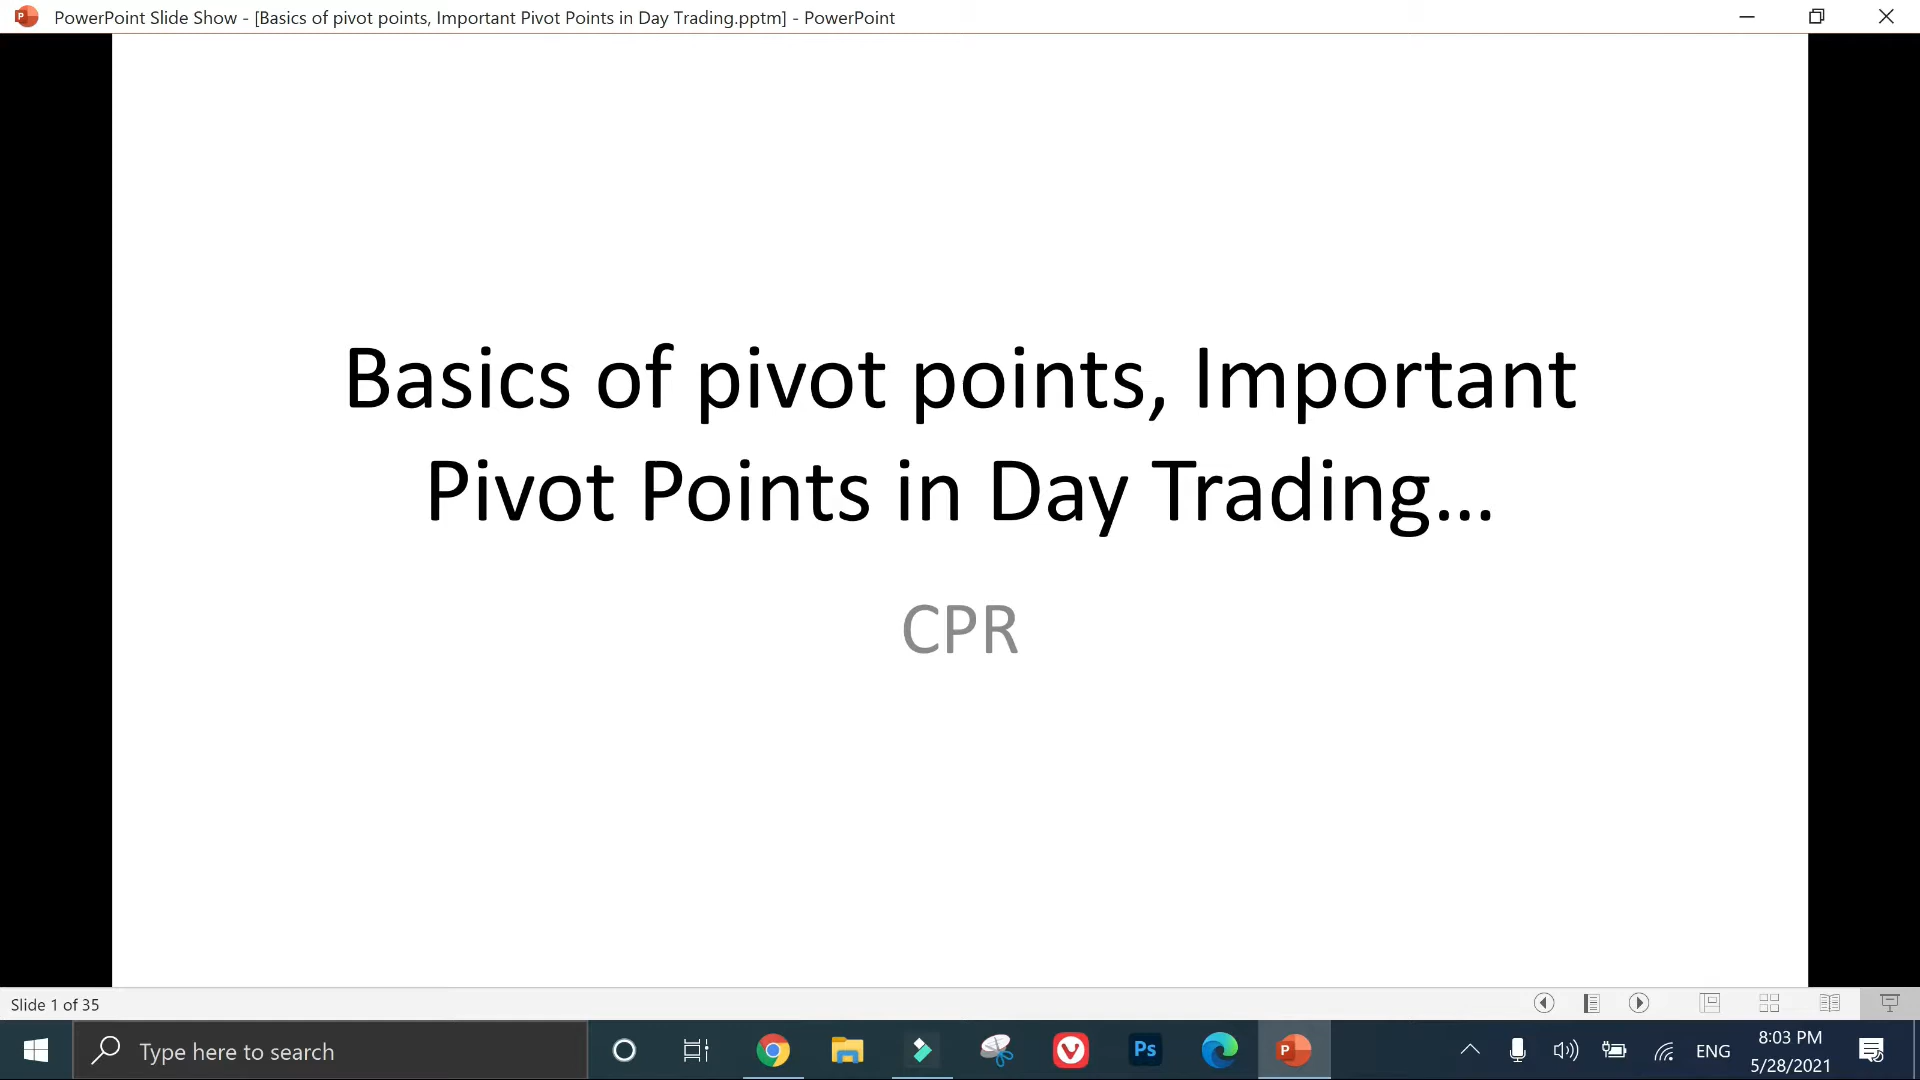 PowerPoint Slide Show - [Basics of pivot points, Important Pivot Points in Day Trading.pptm] - PowerPoint
Basics of pivot points, Important
Pivot Points in Day Trading...
CPR
Slide 1 of 35
Type here to search
Ps
ENG
8:03 PM
5/28/2021